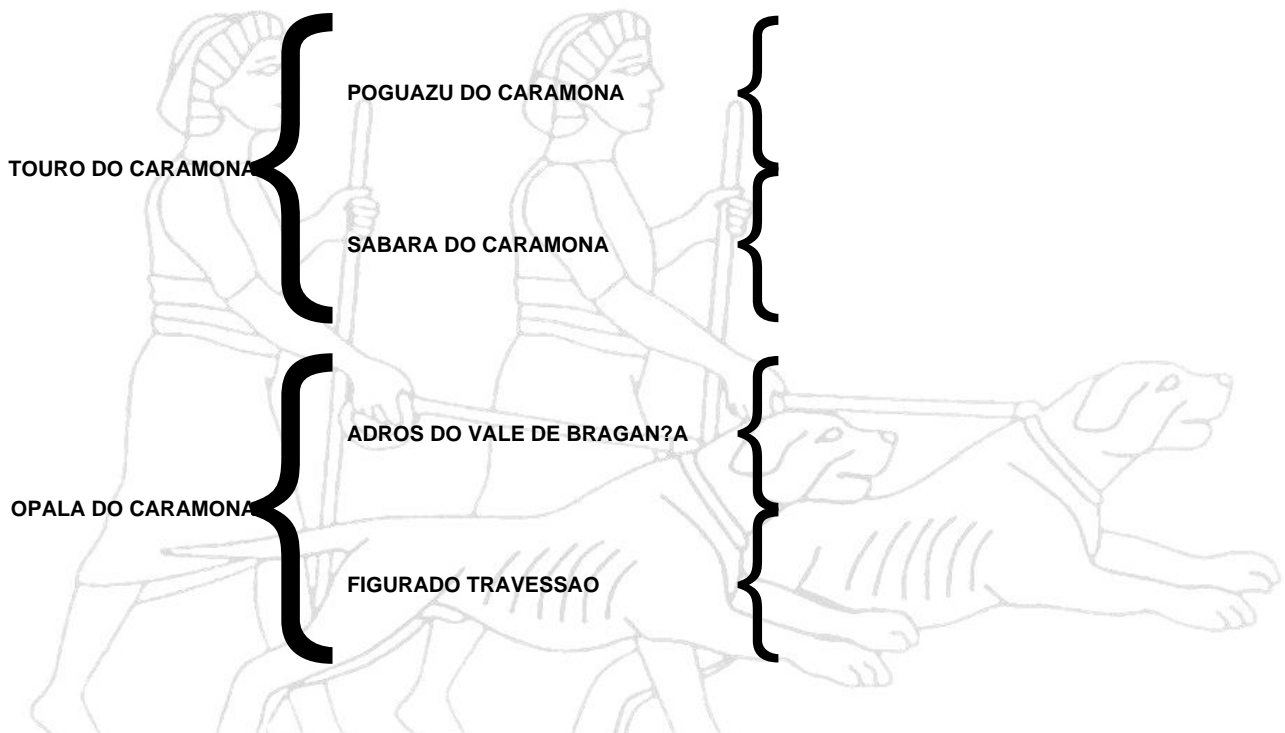 POGUAZU DO CARAMONA
TOURO DO CARAMONA
SABARA DO CARAMONA
ADROS DO VALE DE BRAGAN?A
OPALA DO CARAMONA
FIGURADO TRAVESSAO